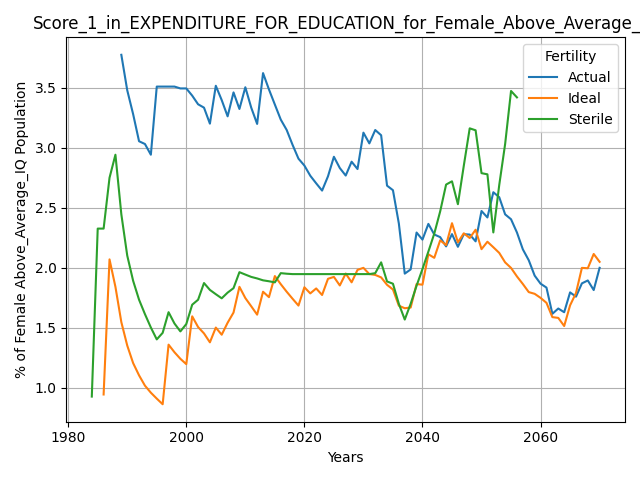 Score_1_in_EXPENDITURE_FOR_EDUCATION_for_Female_Above_Average_
Fertility
Actual
Ideal
Sterile
% of Female Above_Average_IQ Population
3.5
3.0
2.5
2.0
1.5
1.0
1980 2000 2020 2040 2060
Years